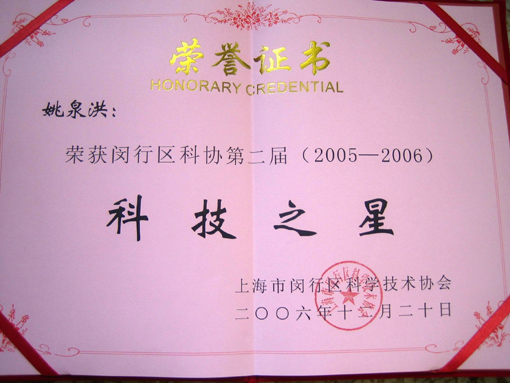 荣誉证书
HONORARY CREDENTIAL
姚泉洪：
荣获闵行区科协第二届（2005—2006）
科技之星
上海市闵行区科学技术协会
二〇〇六年十二月二十日